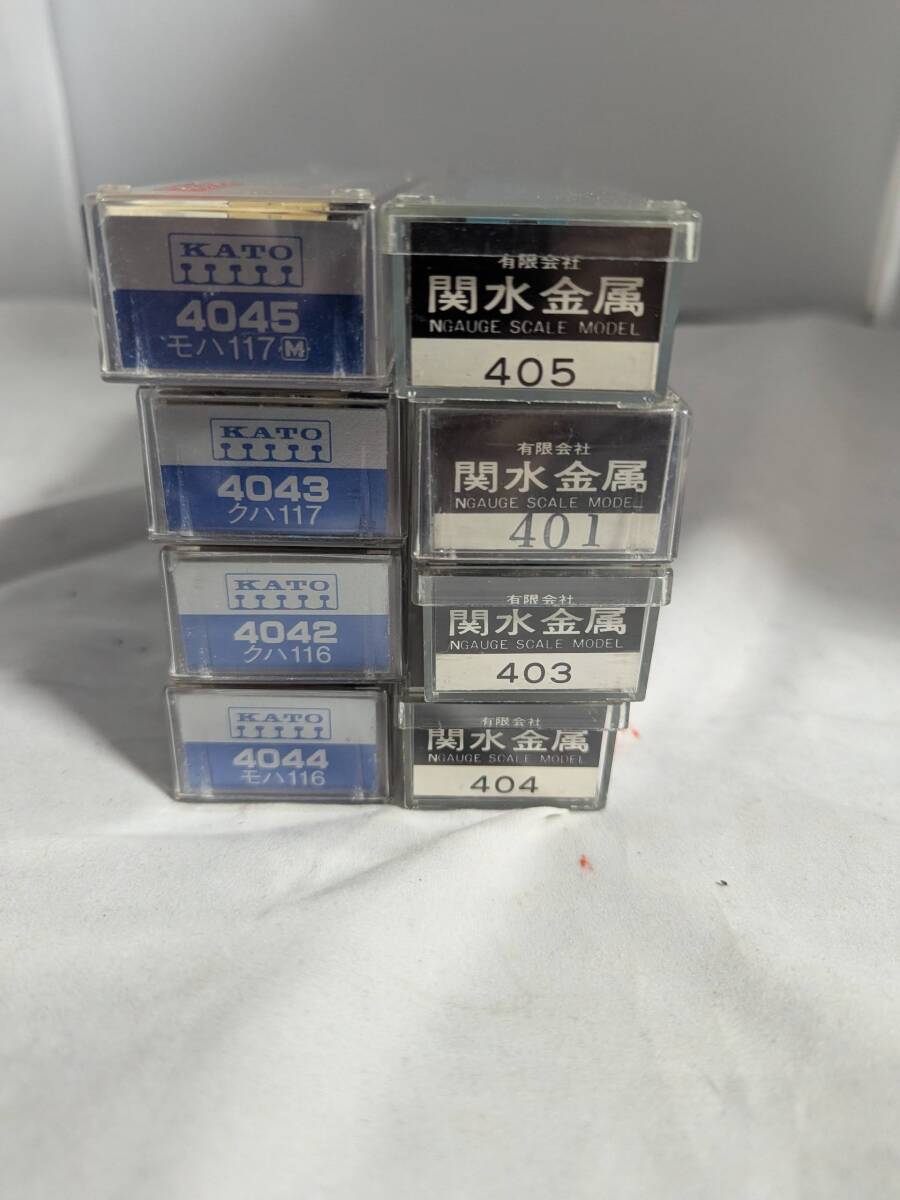 KATO
4045
モハ117 M
KATO
4043
クハ117
KATO
4042
クハ116
KATO
4044
モハ116
有限会社
関水金属
NGAUGE SCALE MODEL
405
有限会社
関水金属
NGAUGE SCALE MODEL
401
有限会社
関水金属
NGAUGE SCALE MODEL
403
有限会社
関水金属
NGAUGE SCALE MODEL
404